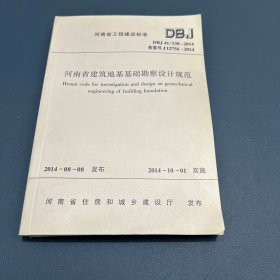 河南省工程建设标准
DBJ
DBJ 41/138-2014
备案号J 12756-2014
河南省建筑地基基础勘察设计规范
Henan code for investigation and design on geotechnical
engineering of building foundation
2014-08-08 发布
2014-10-01 实施
河南省住房和城乡建设厅 发布